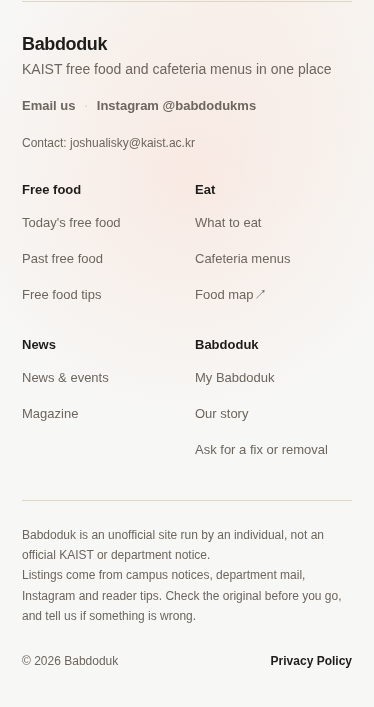 Babdoduk
KAIST free food and cafeteria menus in one place
Email us · Instagram @babdodukms
Contact: joshualisky@kaist.ac.kr
Free food
Today's free food
Past free food
Free food tips
Eat
What to eat
Cafeteria menus
Food map↗
News
News & events
Magazine
Babdoduk
My Babdoduk
Our story
Ask for a fix or removal
Babdoduk is an unofficial site run by an individual, not an
official KAIST or department notice.
Listings come from campus notices, department mail,
Instagram and reader tips. Check the original before you go,
and tell us if something is wrong.
© 2026 Babdoduk
Privacy Policy